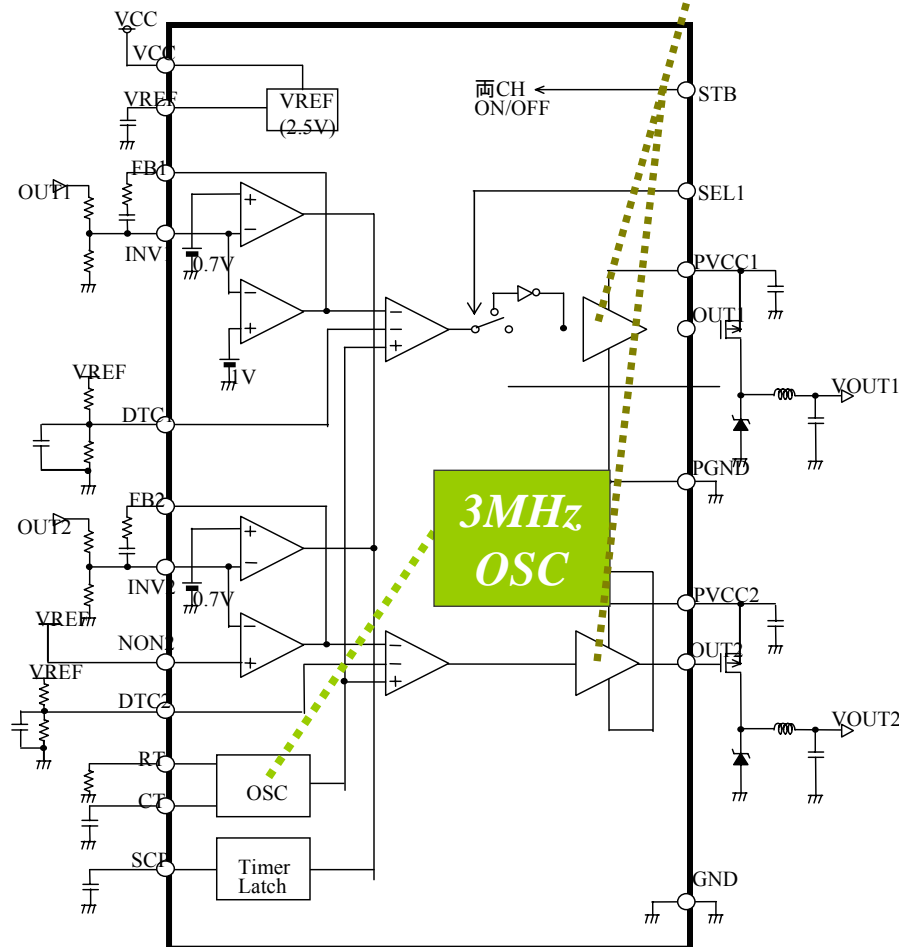 VCC
VCC
VREF
VREF
(2.5V)
両CH
ON/OFF
STB
FB1
OUT1
SEL1
INV1
0.7V
PVCC1
OUT1
1V
VREF
DTC1
VOUT1
PGND
FB2
3MHz
OSC
OUT2
INV2
0.7V
PVCC2
VREF
NON2
OUT2
VREF
DTC2
VOUT2
RT
OSC
CT
SCP
Timer
Latch
GND